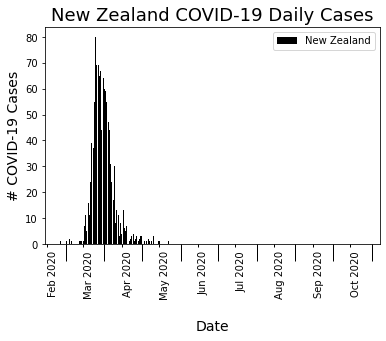 New Zealand COVID-19 Daily Cases
New Zealand
# COVID-19 Cases
80
70
60
50
40
30
20
10
0
Feb 2020
Mar 2020
Apr 2020
May 2020
Jun 2020
Jul 2020
Aug 2020
Sep 2020
Oct 2020
Date